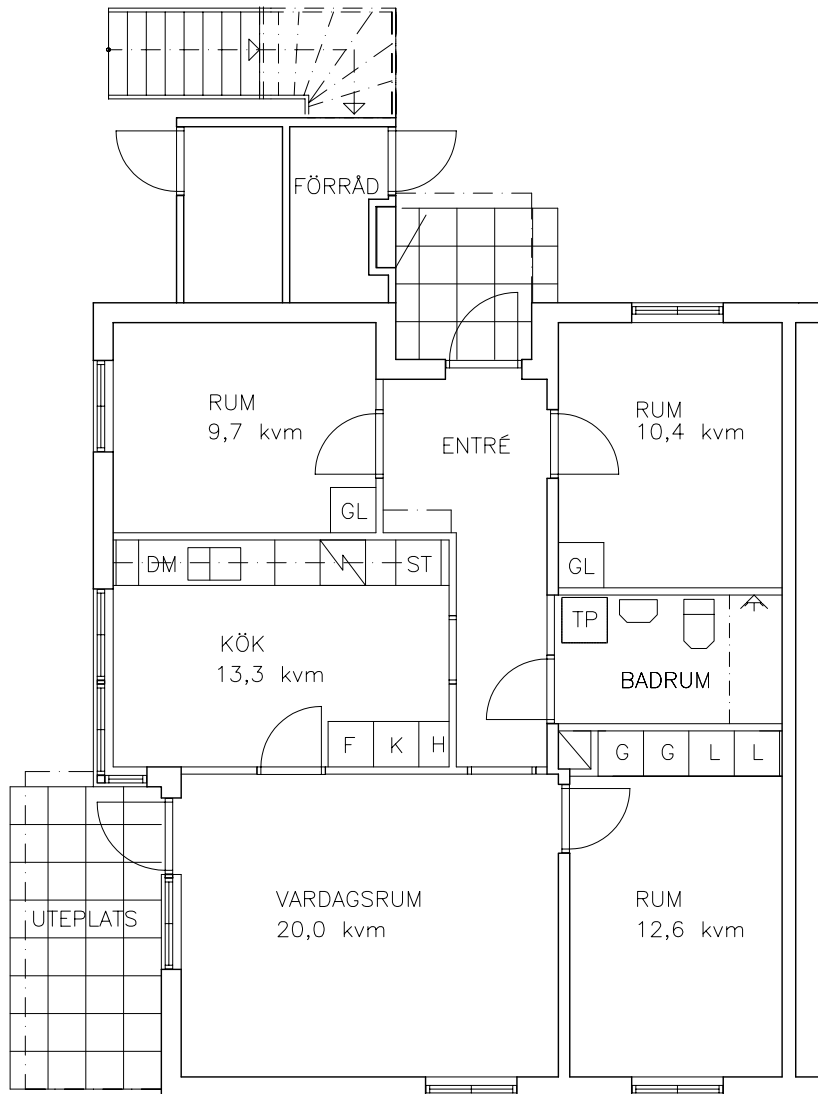 FÖRRÅD
RUM
9,7 kvm
ENTRÉ
RUM
10,4 kvm
GL
DM
ST
GL
TP
KÖK
13,3 kvm
BADRUM
F
K
H
G
G
L
L
VARDAGSRUM
20,0 kvm
UTEPLATS
RUM
12,6 kvm